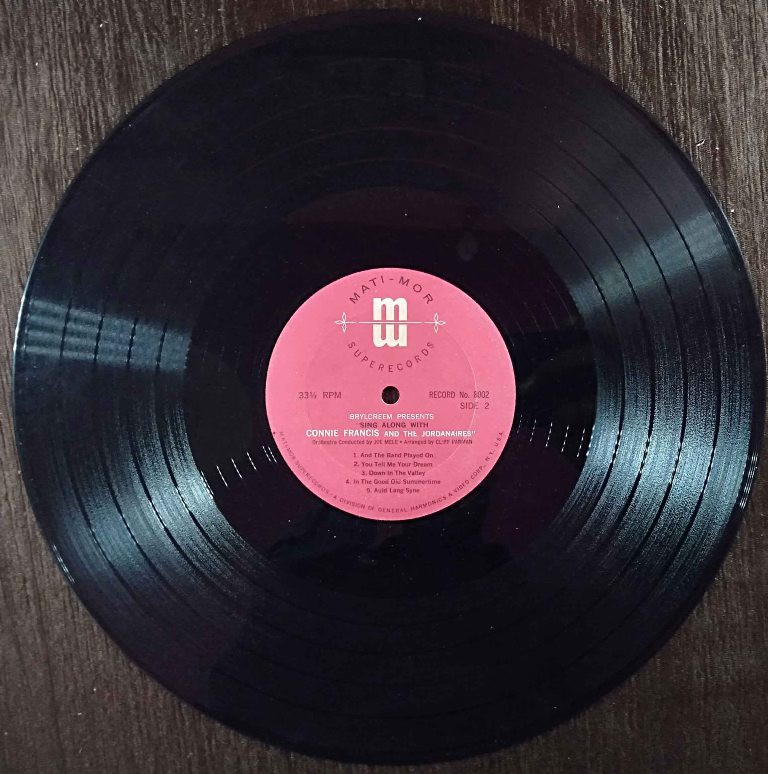 MATI-MOR
m
m
SUPERECORDS
33⅓ RPM
RECORD No. 8002
SIDE 2
BRYLCREEM PRESENTS
"SING ALONG WITH
CONNIE FRANCIS AND THE JORDANAIRES"
Orchestra Conducted by JOE MELE • Arranged by CLIFF PARMAN
1. And The Band Played On
2. You Tell Me Your Dream
3. Down In The Valley
4. In The Good Old Summertime
5. Auld Lang Syne
MATI-MOR SUPERECORDS - A DIVISION OF GENERAL HARMONICS & VIDEO CORP., N.Y., U.S.A.